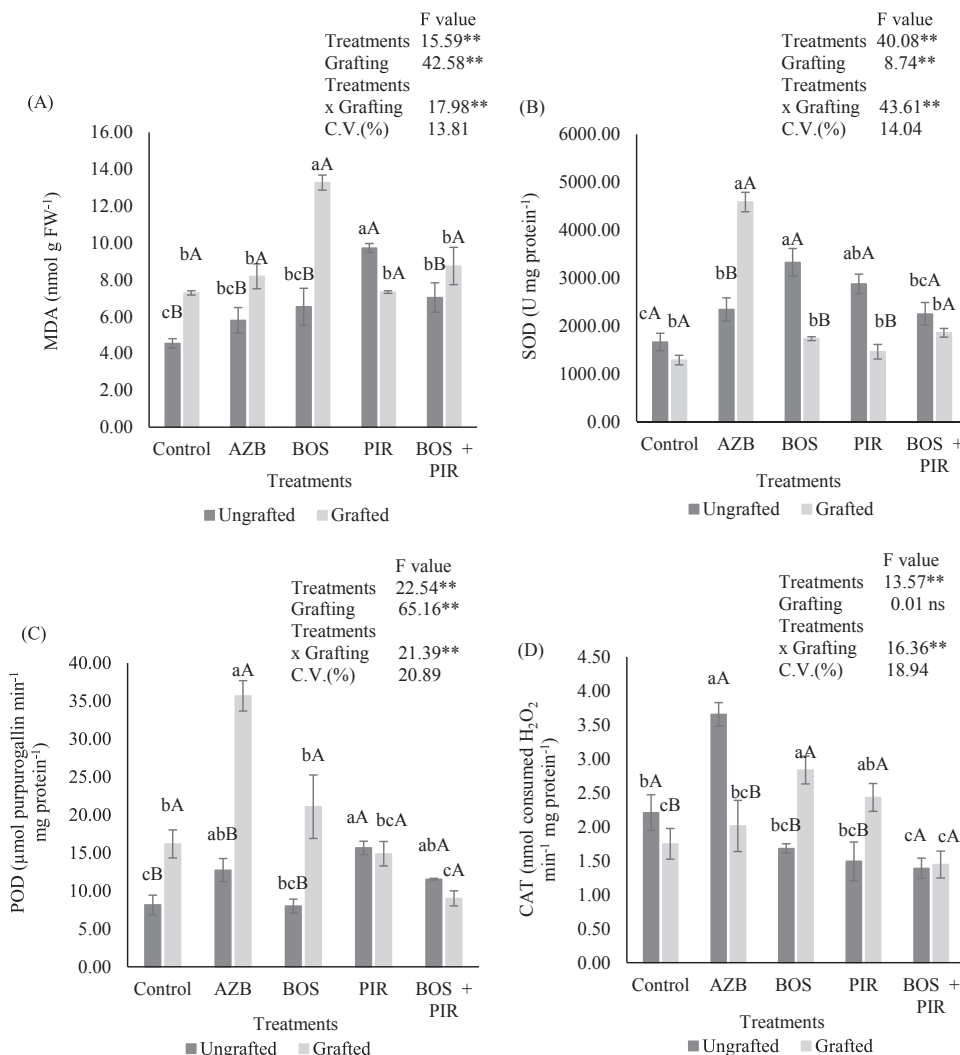 F value
Treatments 15.59**
Grafting 42.58**
Treatments
x Grafting 17.98**
C.V.(%) 13.81
(A)
16.00
14.00
12.00
10.00
8.00
6.00
4.00
2.00
0.00
MDA (nmol g FW-1)
cB
bA
bcB
bA
bcB
aA
aA
bA
bB
bA
Control AZB BOS PIR BOS + PIR
Treatments
Ungrafted Grafted
F value
Treatments 40.08**
Grafting 8.74**
Treatments
x Grafting 43.61**
C.V.(%) 14.04
(B)
6000.00
5000.00
4000.00
3000.00
2000.00
1000.00
0.00
SOD (U mg protein-1)
cA
bA
bB
aA
aA
bB
abA
bB
bcA
bA
Control AZB BOS PIR BOS + PIR
Treatments
Ungrafted Grafted
F value
Treatments 22.54**
Grafting 65.16**
Treatments
x Grafting 21.39**
C.V.(%) 20.89
(C)
40.00
35.00
30.00
25.00
20.00
15.00
10.00
5.00
0.00
POD (µmol purpurogallin min-1
mg protein-1)
cB
bA
abB
aA
bcB
bA
aA
bcA
abA
cA
Control AZB BOS PIR BOS + PIR
Treatments
Ungrafted Grafted
F value
Treatments 13.57**
Grafting 0.01 ns
Treatments
x Grafting 16.36**
C.V.(%) 18.94
(D)
4.50
4.00
3.50
3.00
2.50
2.00
1.50
1.00
0.50
0.00
CAT (nmol consumed H2O2
min-1 mg protein-1)
bA
cB
aA
bcB
bcB
aA
bcB
abA
cA
cA
Control AZB BOS PIR BOS + PIR
Treatments
Ungrafted Grafted